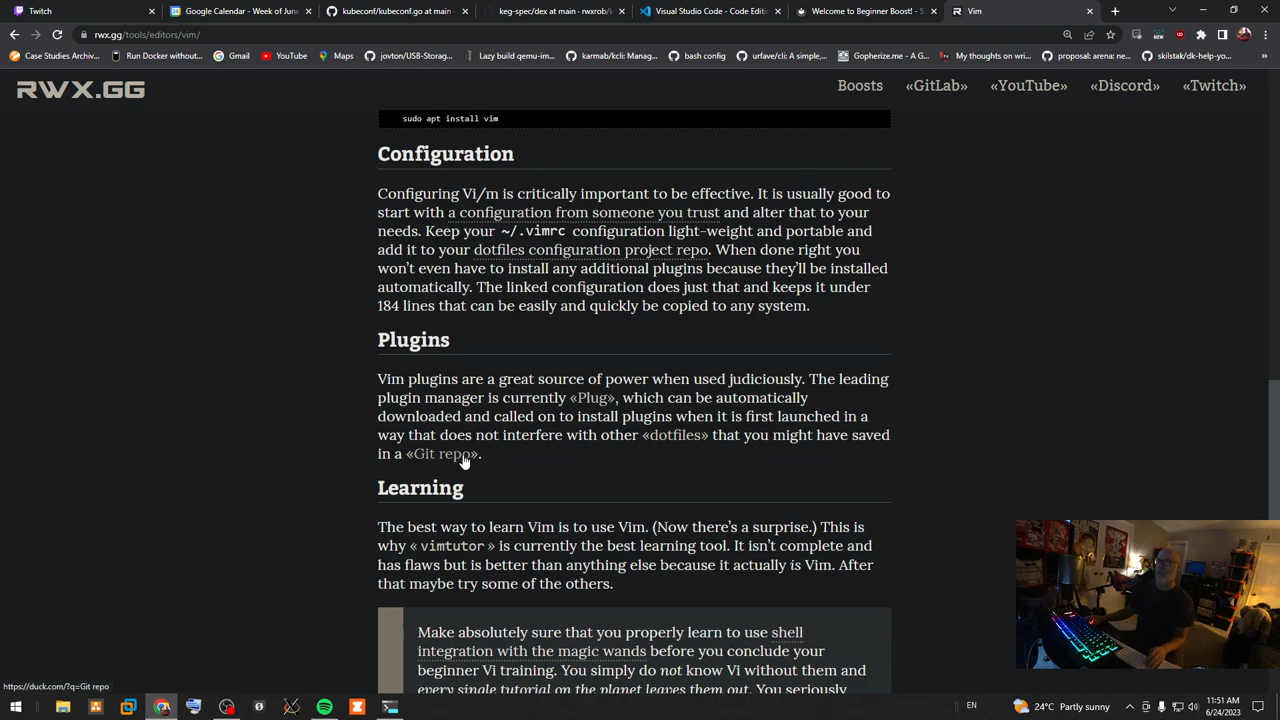 Twitch
Google Calendar - Week of June
kubeconf/kubeconf.go at main
keg-spec/dex at main · rwxrob/k
Visual Studio Code - Code Editin
Welcome to Beginner Boost! - S
Vim
rwx.gg/tools/editors/vim/
Case Studies Archiv...
Run Docker without...
Gmail
YouTube
Maps
joyton/USB-Storag...
Lazy build qemu-im...
karmab/kcli: Manag...
bash config
urfave/cli: A simple,...
Gopherize.me - A G...
My thoughts on wri...
proposal: arena: ne...
skilstak/dk-help-yo...
RWX.GG
Boosts «GitLab» «YouTube» «Discord» «Twitch»
sudo apt install vim
Configuration
Configuring Vi/m is critically important to be effective. It is usually good to
start with a configuration from someone you trust and alter that to your
needs. Keep your ~/.vimrc configuration light-weight and portable and
add it to your dotfiles configuration project repo. When done right you
won’t even have to install any additional plugins because they’ll be installed
automatically. The linked configuration does just that and keeps it under
184 lines that can be easily and quickly be copied to any system.
Plugins
Vim plugins are a great source of power when used judiciously. The leading
plugin manager is currently «Plug», which can be automatically
downloaded and called on to install plugins when it is first launched in a
way that does not interfere with other «dotfiles» that you might have saved
in a «Git repo».
Learning
The best way to learn Vim is to use Vim. (Now there’s a surprise.) This is
why « vimtutor » is currently the best learning tool. It isn’t complete and
has flaws but is better than anything else because it actually is Vim. After
that maybe try some of the others.
Make absolutely sure that you properly learn to use shell
integration with the magic wands before you conclude your
beginner Vi training. You simply do not know Vi without them and
every single tutorial on the planet leaves them out. You seriously
https://duck.com/?q=Git repo
EN
24°C Partly sunny
11:51 AM
6/24/2023